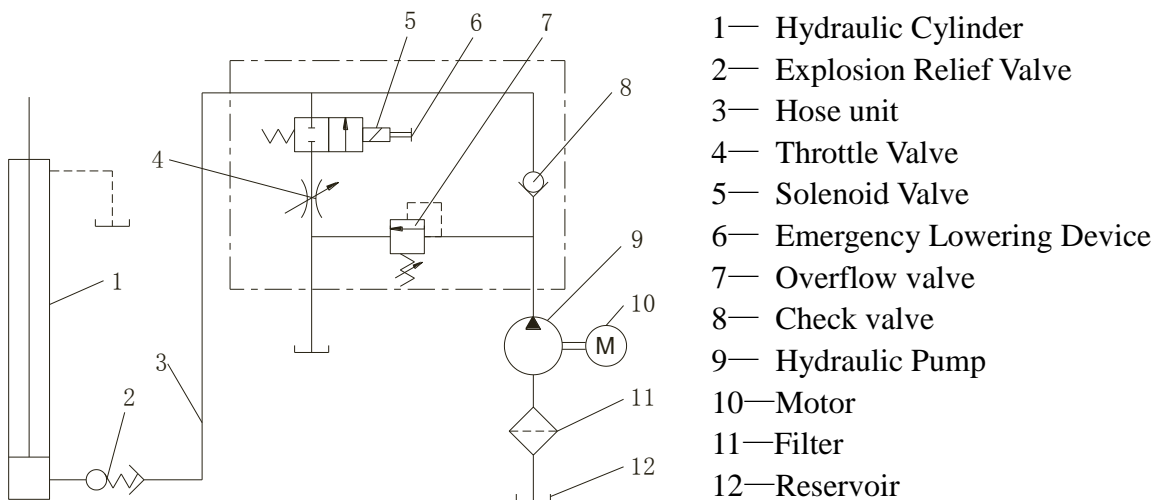 5 6 7
8
4
9
1
10
3
2
11
12
M
1— Hydraulic Cylinder
2— Explosion Relief Valve
3— Hose unit
4— Throttle Valve
5— Solenoid Valve
6— Emergency Lowering Device
7— Overflow valve
8— Check valve
9— Hydraulic Pump
10—Motor
11—Filter
12—Reservoir